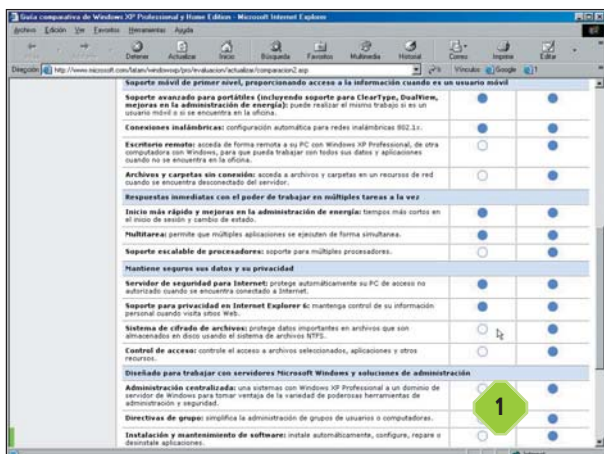 Guía comparativa de Windows XP Professional y Home Edition - Microsoft Internet Explorer
Archivo Edición Ver Favoritos Herramientas Ayuda
Detener Actualizar Inicio Búsqueda Favoritos Multimedia Historial Correo Imprimir Editar
Dirección http://www.microsoft.com/latam/windowsxp/pro/evaluacion/actualizar/comparacion2.asp Vínculos Google
Soporte móvil de primer nivel, proporcionando acceso a la información cuando es un usuario móvil
Soporte avanzado para portátiles (incluyendo soporte para ClearType, DualView,
mejoras en la administración de energía): puede realizar el mismo trabajo si es un
usuario móvil o si se encuentra en la oficina.
Conexiones inalámbricas: configuración automática para redes inalámbricas 802.1x.
Escritorio remoto: acceda de forma remota a su PC con Windows XP Professional, de otra
computadora con Windows, para que pueda trabajar con todos sus datos y aplicaciones
cuando no se encuentra en la oficina.
Archivos y carpetas sin conexión: acceda a archivos y carpetas en un recursos de red
cuando se encuentra desconectado del servidor.
Respuestas inmediatas con el poder de trabajar en múltiples tareas a la vez
Inicio más rápido y mejoras en la administración de energía: tiempos más cortos en
el inicio de sesión y cambio de estado.
Multitarea: permite que múltiples aplicaciones se ejecuten de forma simultanea.
Soporte escalable de procesadores: soporte para múltiples procesadores.
Mantiene seguros sus datos y su privacidad
Servidor de seguridad para Internet: protege automáticamente su PC de acceso no
autorizado cuando se encuentra conectado a Internet.
Soporte para privacidad en Internet Explorer 6: mantenga control de su información
personal cuando visita sitios Web.
Sistema de cifrado de archivos: protege datos importantes en archivos que son
almacenados en disco usando el sistema de archivos NTFS.
Control de acceso: controle el acceso a archivos seleccionados, aplicaciones y otros
recursos.
Diseñado para trabajar con servidores Microsoft Windows y soluciones de administración
Administración centralizada: una sistemas con Windows XP Professional a un dominio de
servidor de Windows para tomar ventaja de la variedad de poderosas herramientas de
administración y seguridad.
Directivas de grupo: simplifica la administración de grupos de usuarios o computadoras.
Instalación y mantenimiento de software: instale automáticamente, configure, repare o
desinstale aplicaciones.
1
Internet